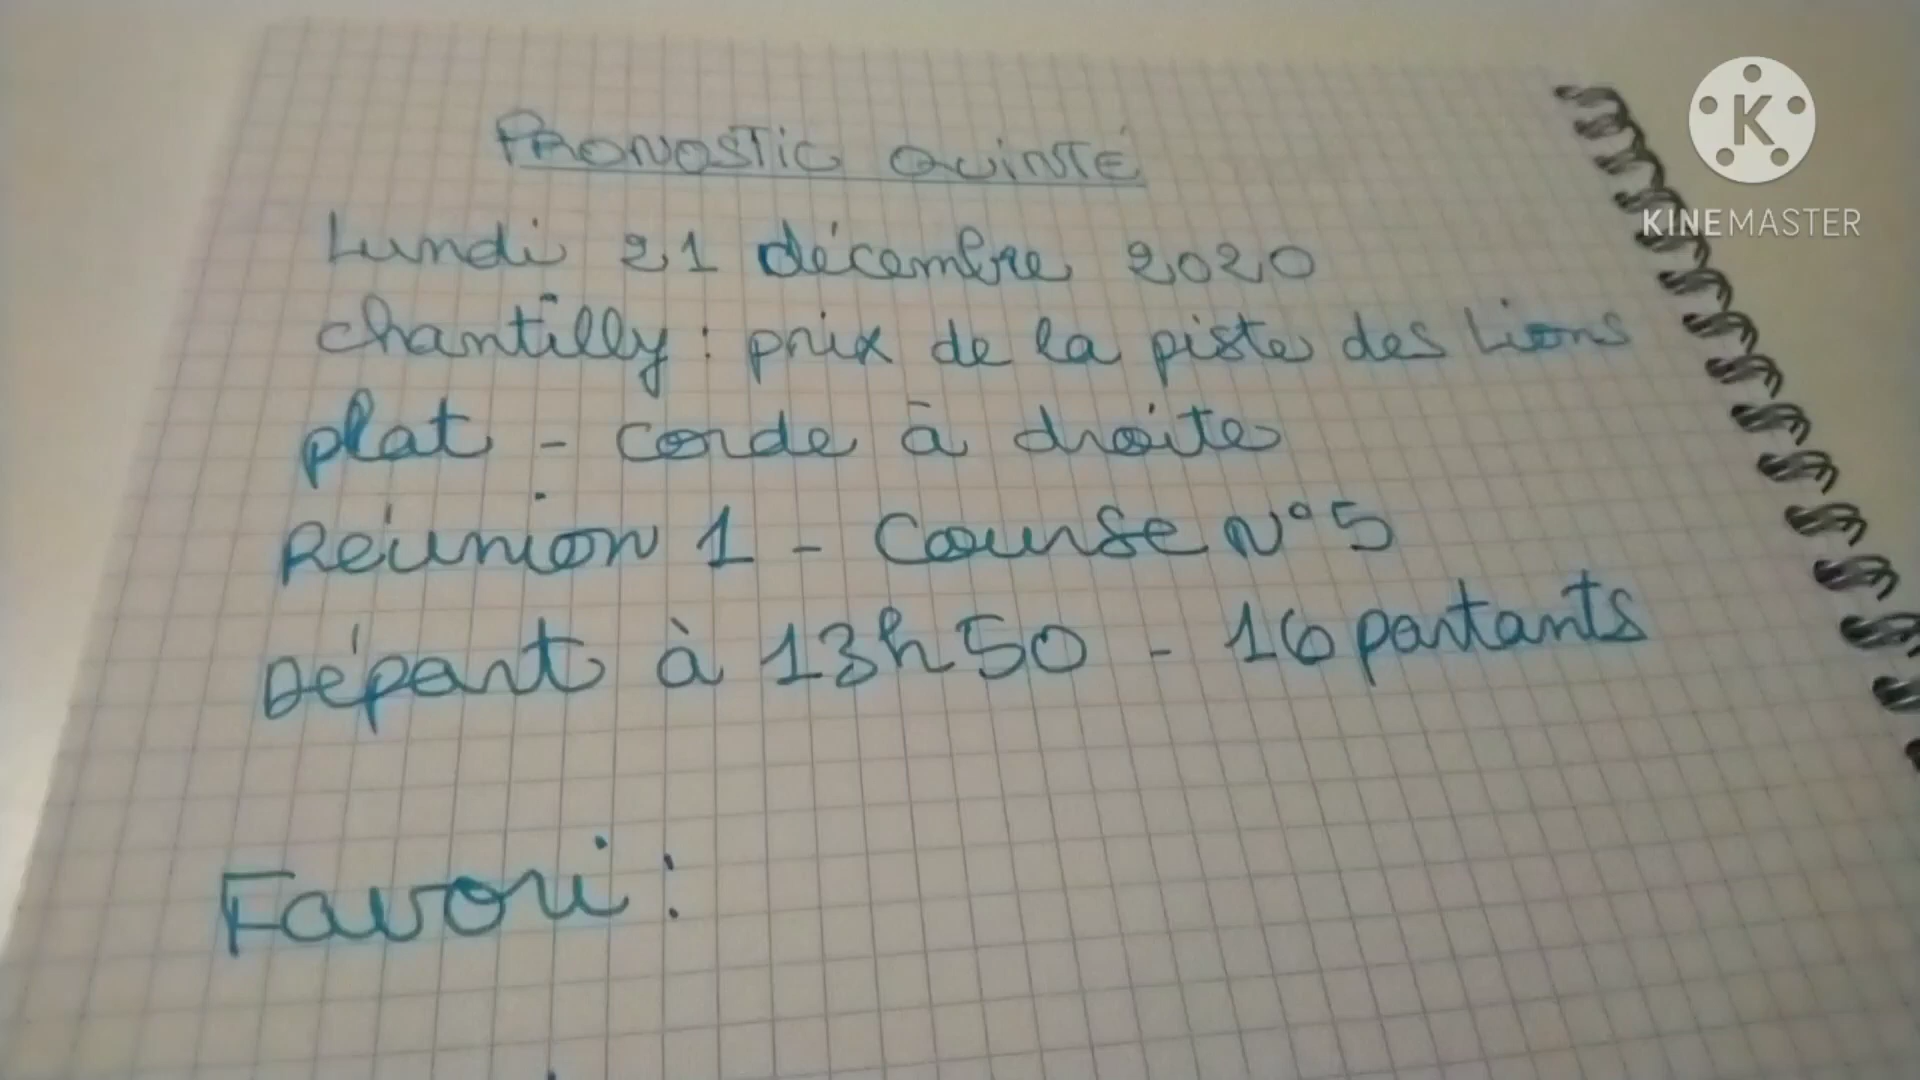 PRONOSTIC QUINTÉ
KINEMASTER
Lundi 21 décembre 2020
chantilly : prix de la piste des Lions
plat - corde à droite
Réunion 1 - Course N°5
Départ à 13h50 - 16 partants
Favori :